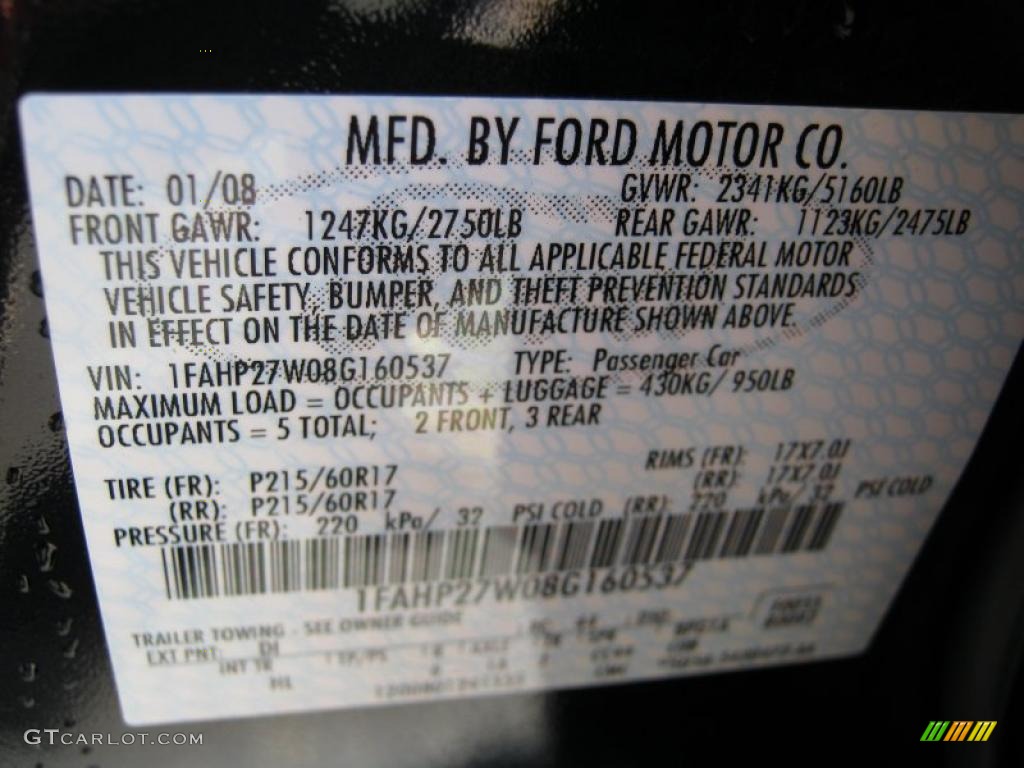 MFD. BY FORD MOTOR CO.
DATE: 01/08 GVWR: 2341KG/5160LB
FRONT GAWR: 1247KG/2750LB REAR GAWR: 1123KG/2475LB
THIS VEHICLE CONFORMS TO ALL APPLICABLE FEDERAL MOTOR
VEHICLE SAFETY, BUMPER, AND THEFT PREVENTION STANDARDS
IN EFFECT ON THE DATE OF MANUFACTURE SHOWN ABOVE.
VIN: 1FAHP27W08G160537 TYPE: Passenger Car
MAXIMUM LOAD = OCCUPANTS + LUGGAGE = 430KG/ 950LB
OCCUPANTS = 5 TOTAL; 2 FRONT, 3 REAR
TIRE (FR): P215/60R17 RIMS (FR): 17X7.0J
(RR): P215/60R17 (RR): 17X7.0J
PRESSURE (FR): 220 kPa/ 32 PSI COLD (RR): 220 kPa/ 32 PSI COLD
1FAHP27W08G160537
TRAILER TOWING - SEE OWNER GUIDE
EXT PNT: DI
INT TR
GTCARLOT.COM